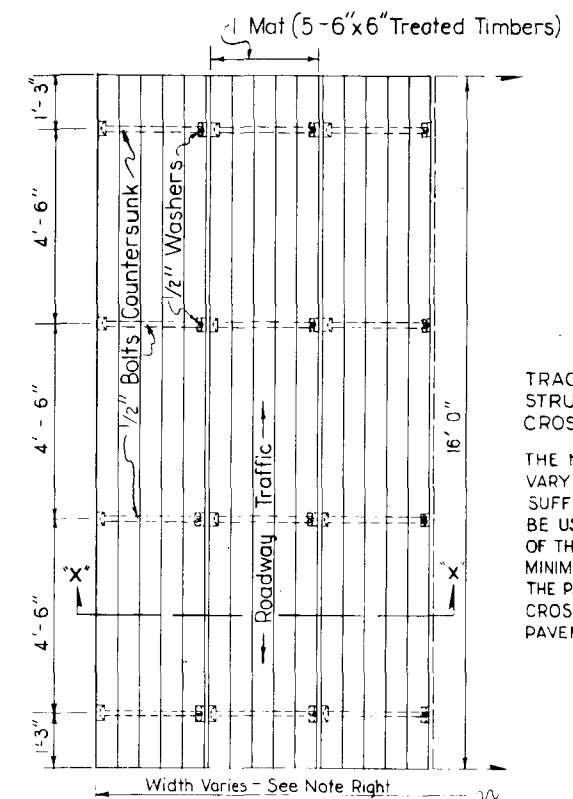 1 Mat (5-6"x6" Treated Timbers)
1'-3"
4'-6"
4'-6"
4'-6"
1'-3"
1/2" Bolts Countersunk
1/2" Washers
Roadway Traffic
16' 0"
"X"
"X"
Width Varies - See Note Right
TRAC
STRU
CROS
THE
VARY
SUFF
BE US
OF TH
MINIM
THE P
CROS
PAVEN